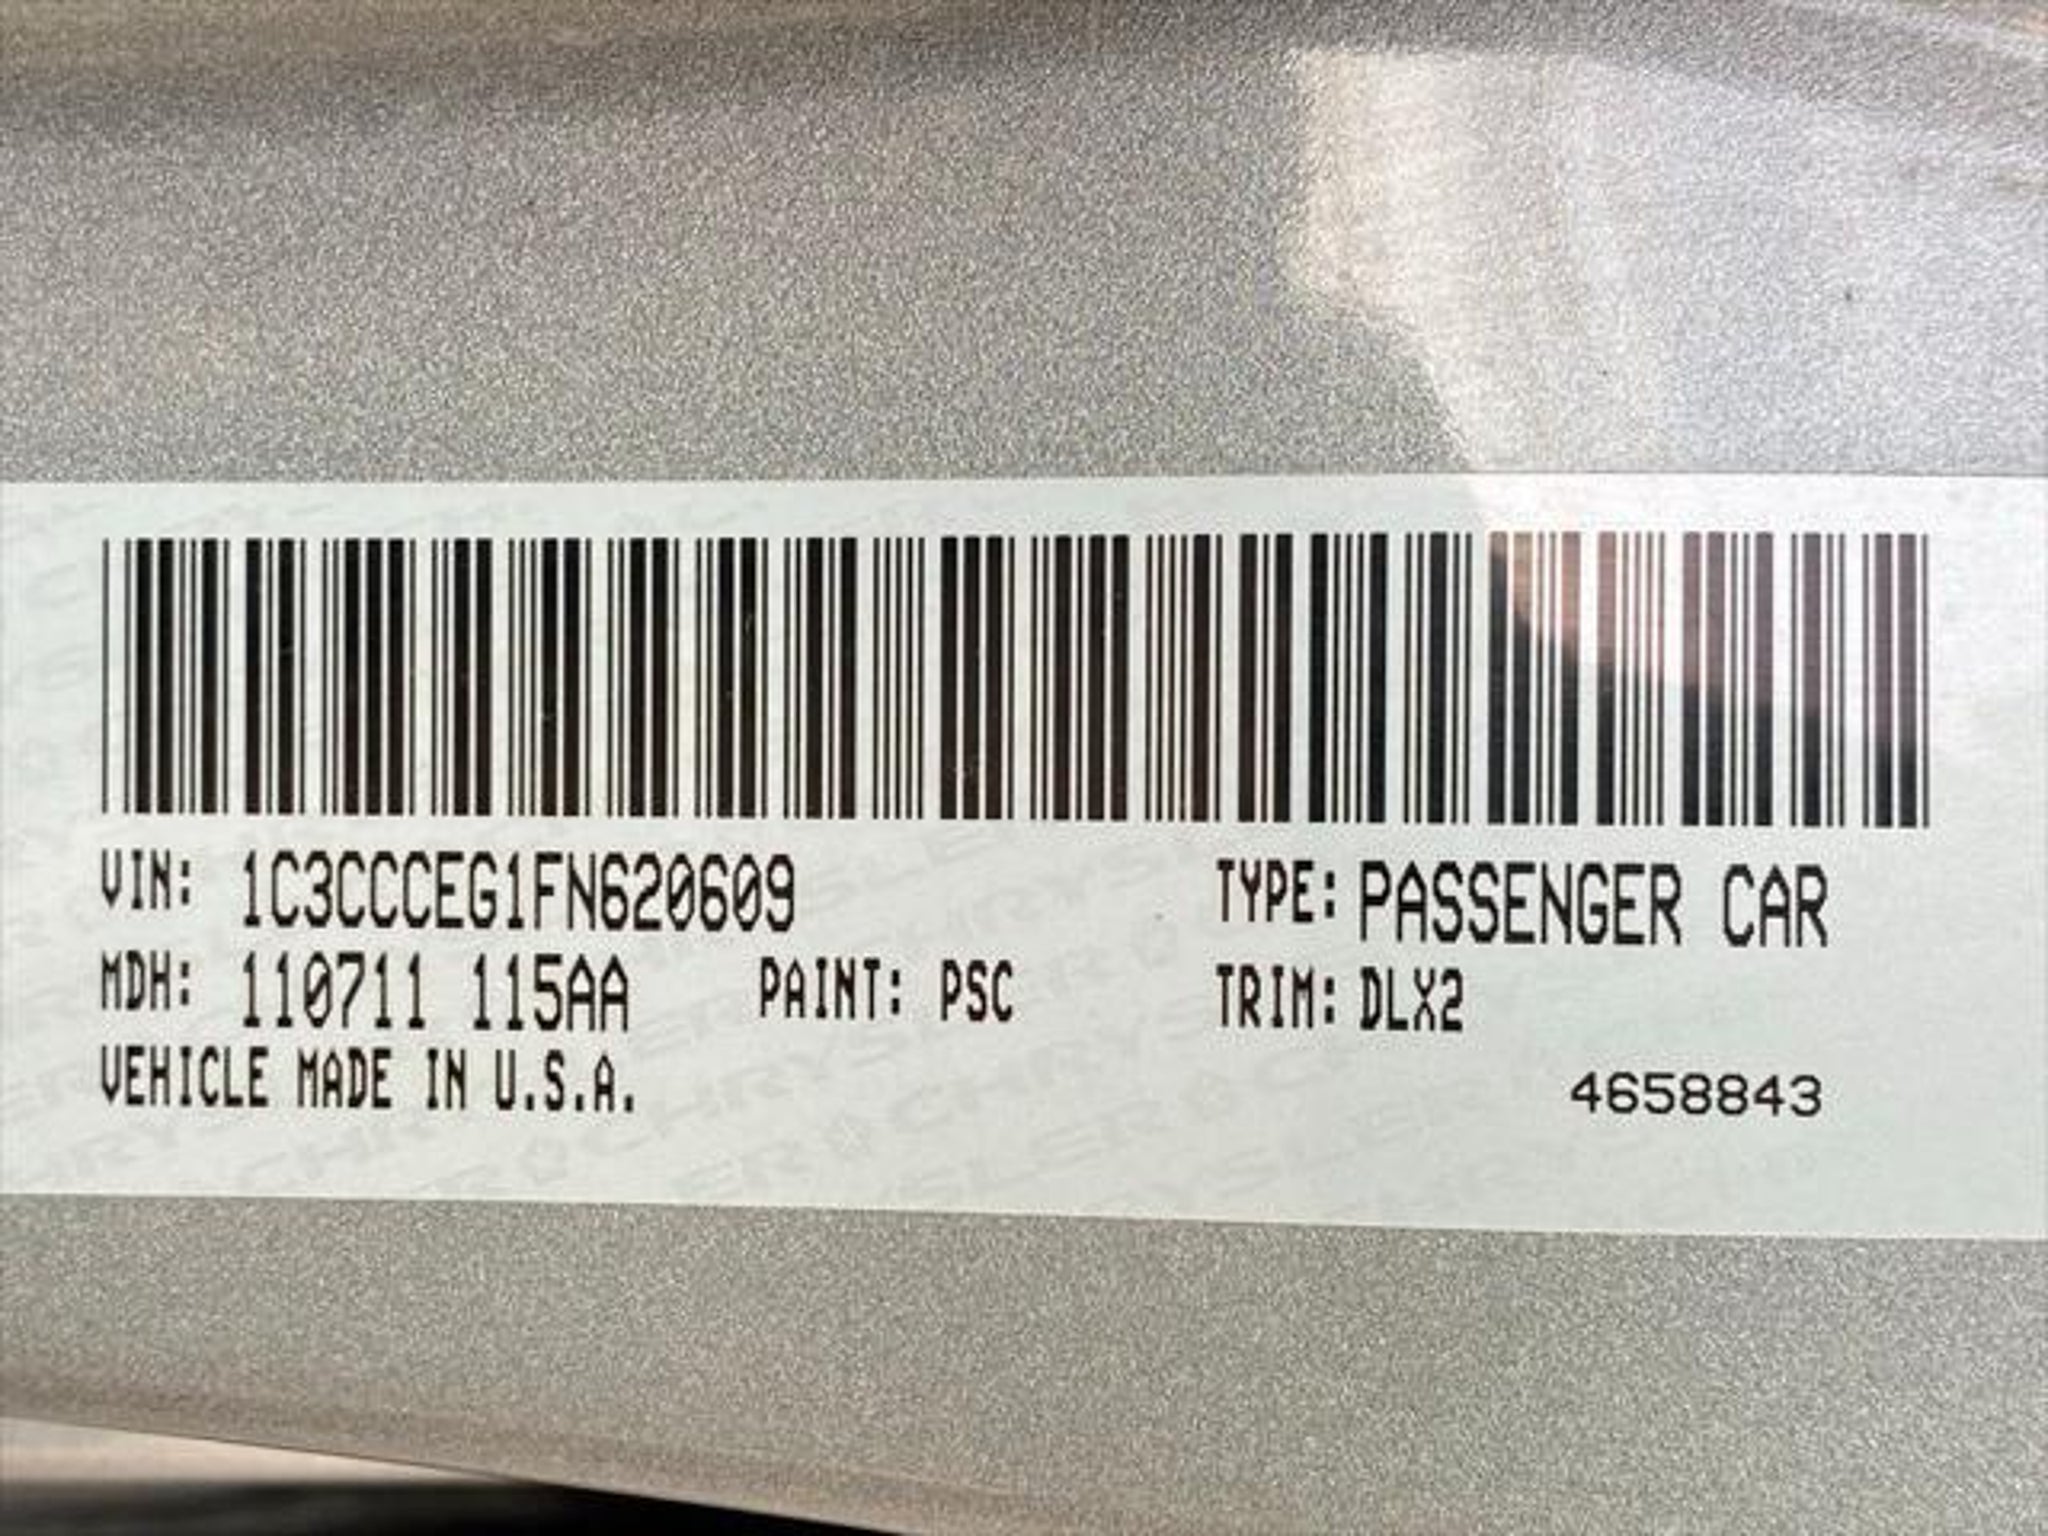 VIN: 1C3CCCEG1FN620609 TYPE: PASSENGER CAR
MDH: 110711 115AA PAINT: PSC TRIM: DLX2
VEHICLE MADE IN U.S.A.
4658843